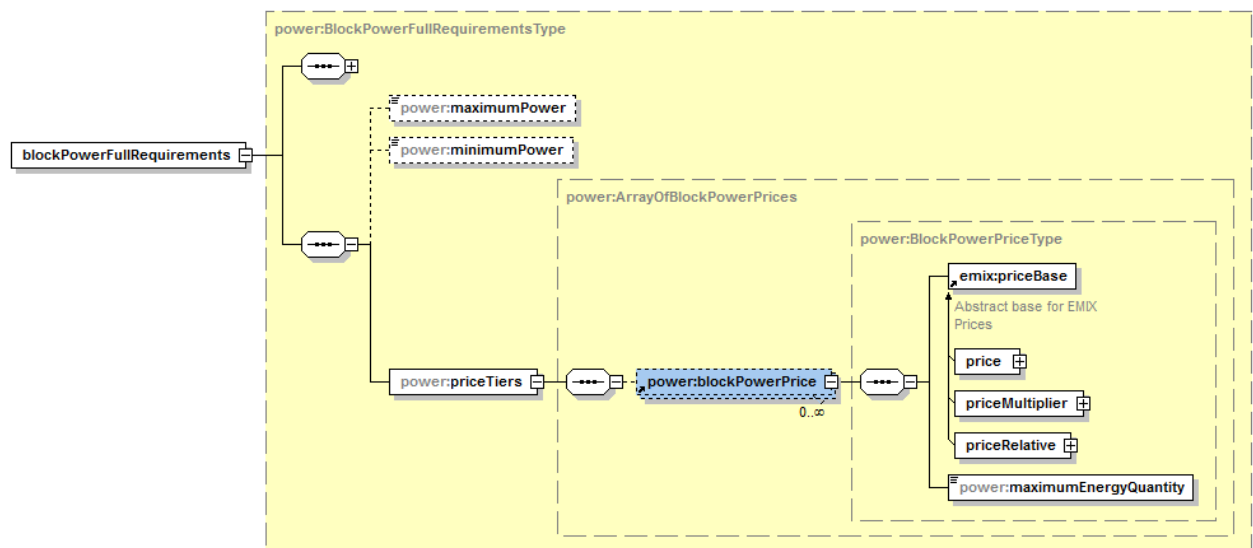 power:BlockPowerFullRequirementsType
power:maximumPower
blockPowerFullRequirements
power:minimumPower
power:ArrayOfBlockPowerPrices
power:BlockPowerPriceType
emix:priceBase
Abstract base for EMIX
Prices
price
power:priceTiers
power:blockPowerPrice
0..∞
priceMultiplier
priceRelative
power:maximumEnergyQuantity